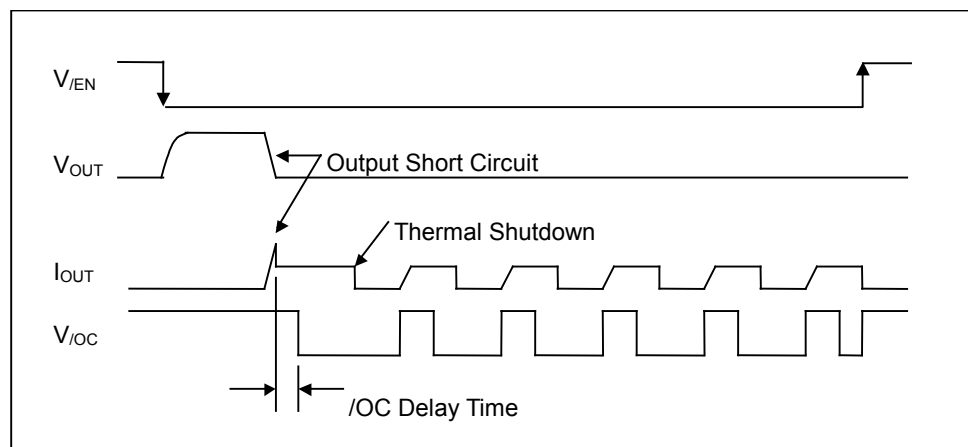 V/EN
VOUT
Output Short Circuit
Thermal Shutdown
IOUT
V/OC
/OC Delay Time